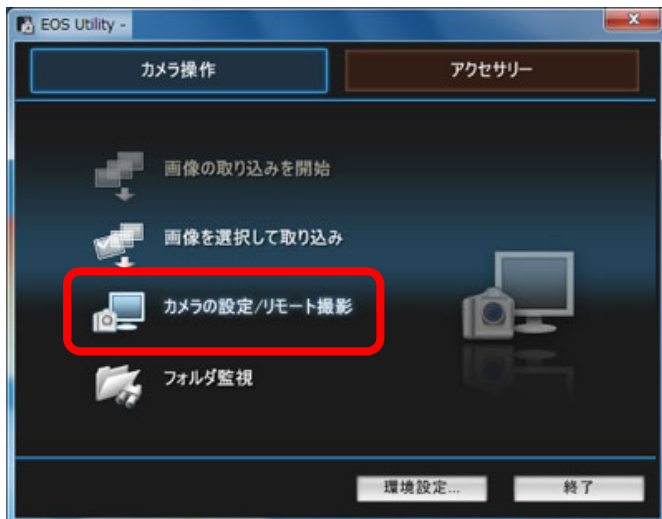 EOS Utility -
カメラ操作
アクセサリー
画像の取り込みを開始
画像を選択して取り込み
カメラの設定/リモート撮影
フォルダ監視
環境設定...
終了